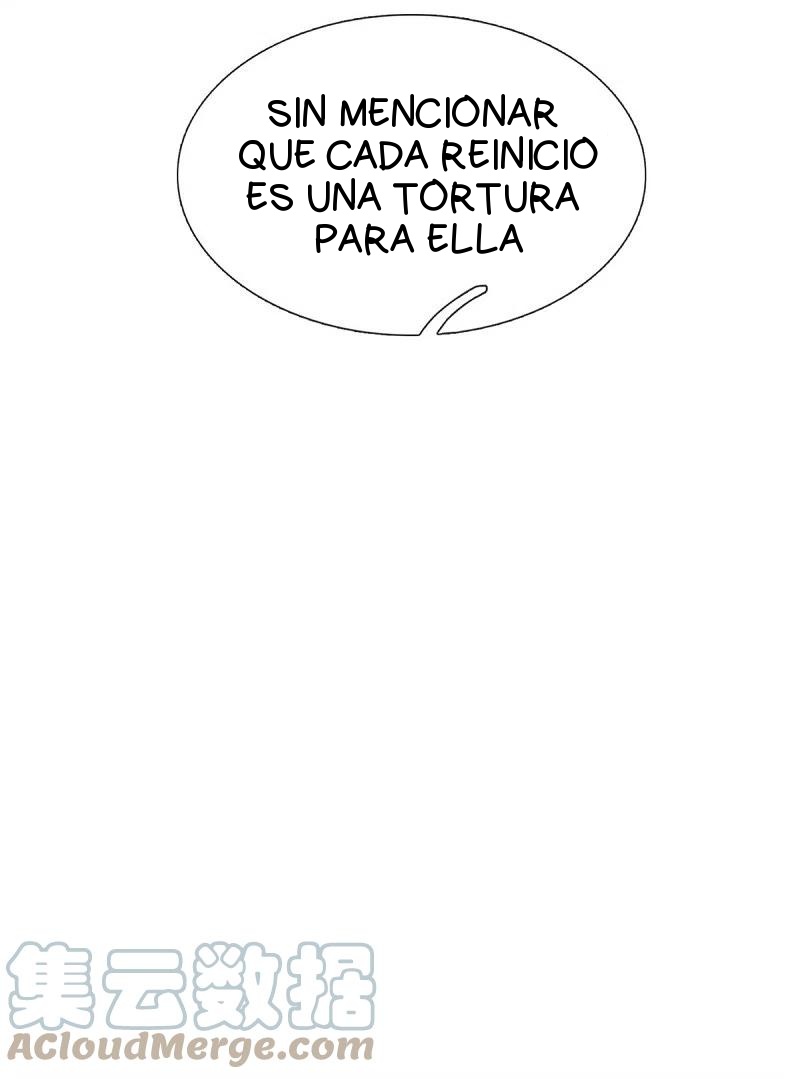 SIN MENCIONAR
QUE CADA REINICIO
ES UNA TORTURA
PARA ELLA
集云数据
ACloudMerge.com